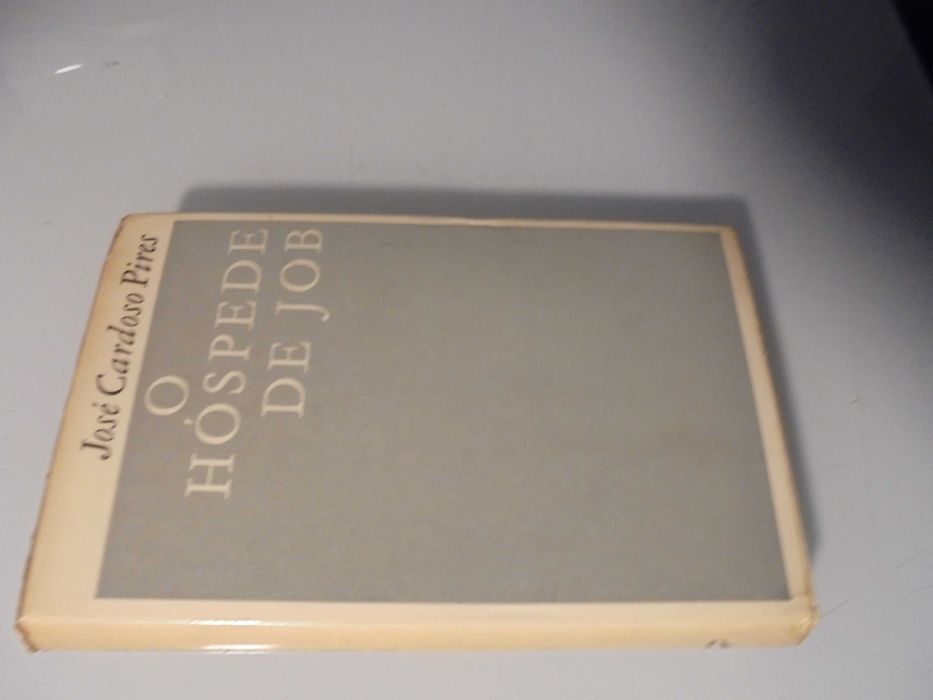 José Cardoso Pires
O
HÓSPEDE
DE JOB